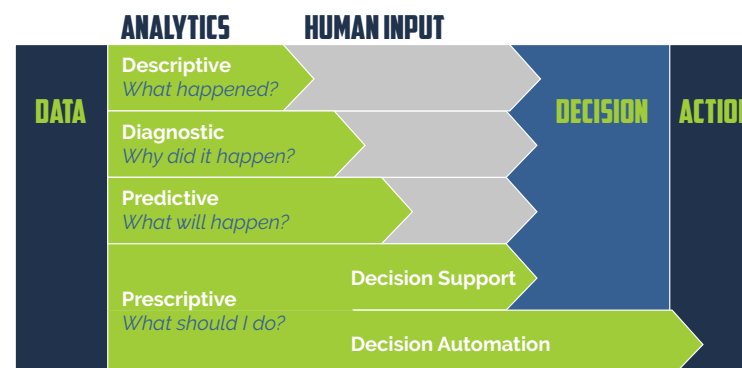 ANALYTICS
HUMAN INPUT
DATA
Descriptive
What happened?
Diagnostic
Why did it happen?
Predictive
What will happen?
Prescriptive
What should I do?
Decision Support
Decision Automation
DECISION
ACTION